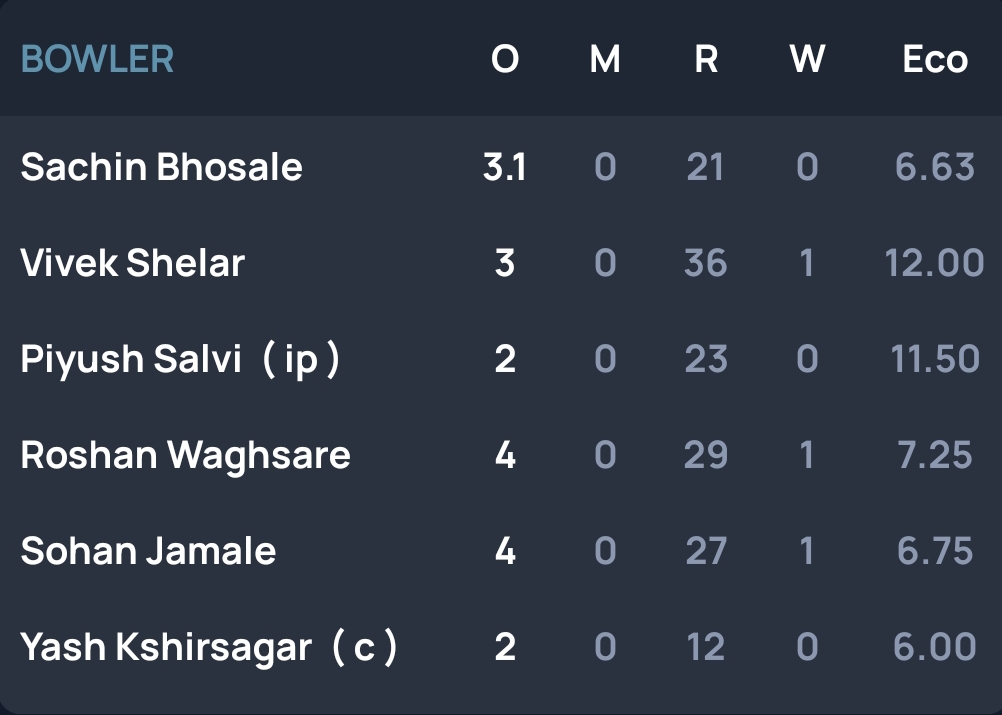 BOWLER O M R W Eco
Sachin Bhosale 3.1 0 21 0 6.63
Vivek Shelar 3 0 36 1 12.00
Piyush Salvi ( ip ) 2 0 23 0 11.50
Roshan Waghsare 4 0 29 1 7.25
Sohan Jamale 4 0 27 1 6.75
Yash Kshirsagar ( c ) 2 0 12 0 6.00